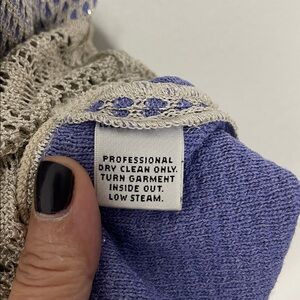 PROFESSIONAL
DRY CLEAN ONLY.
TURN GARMENT
INSIDE OUT.
LOW STEAM.